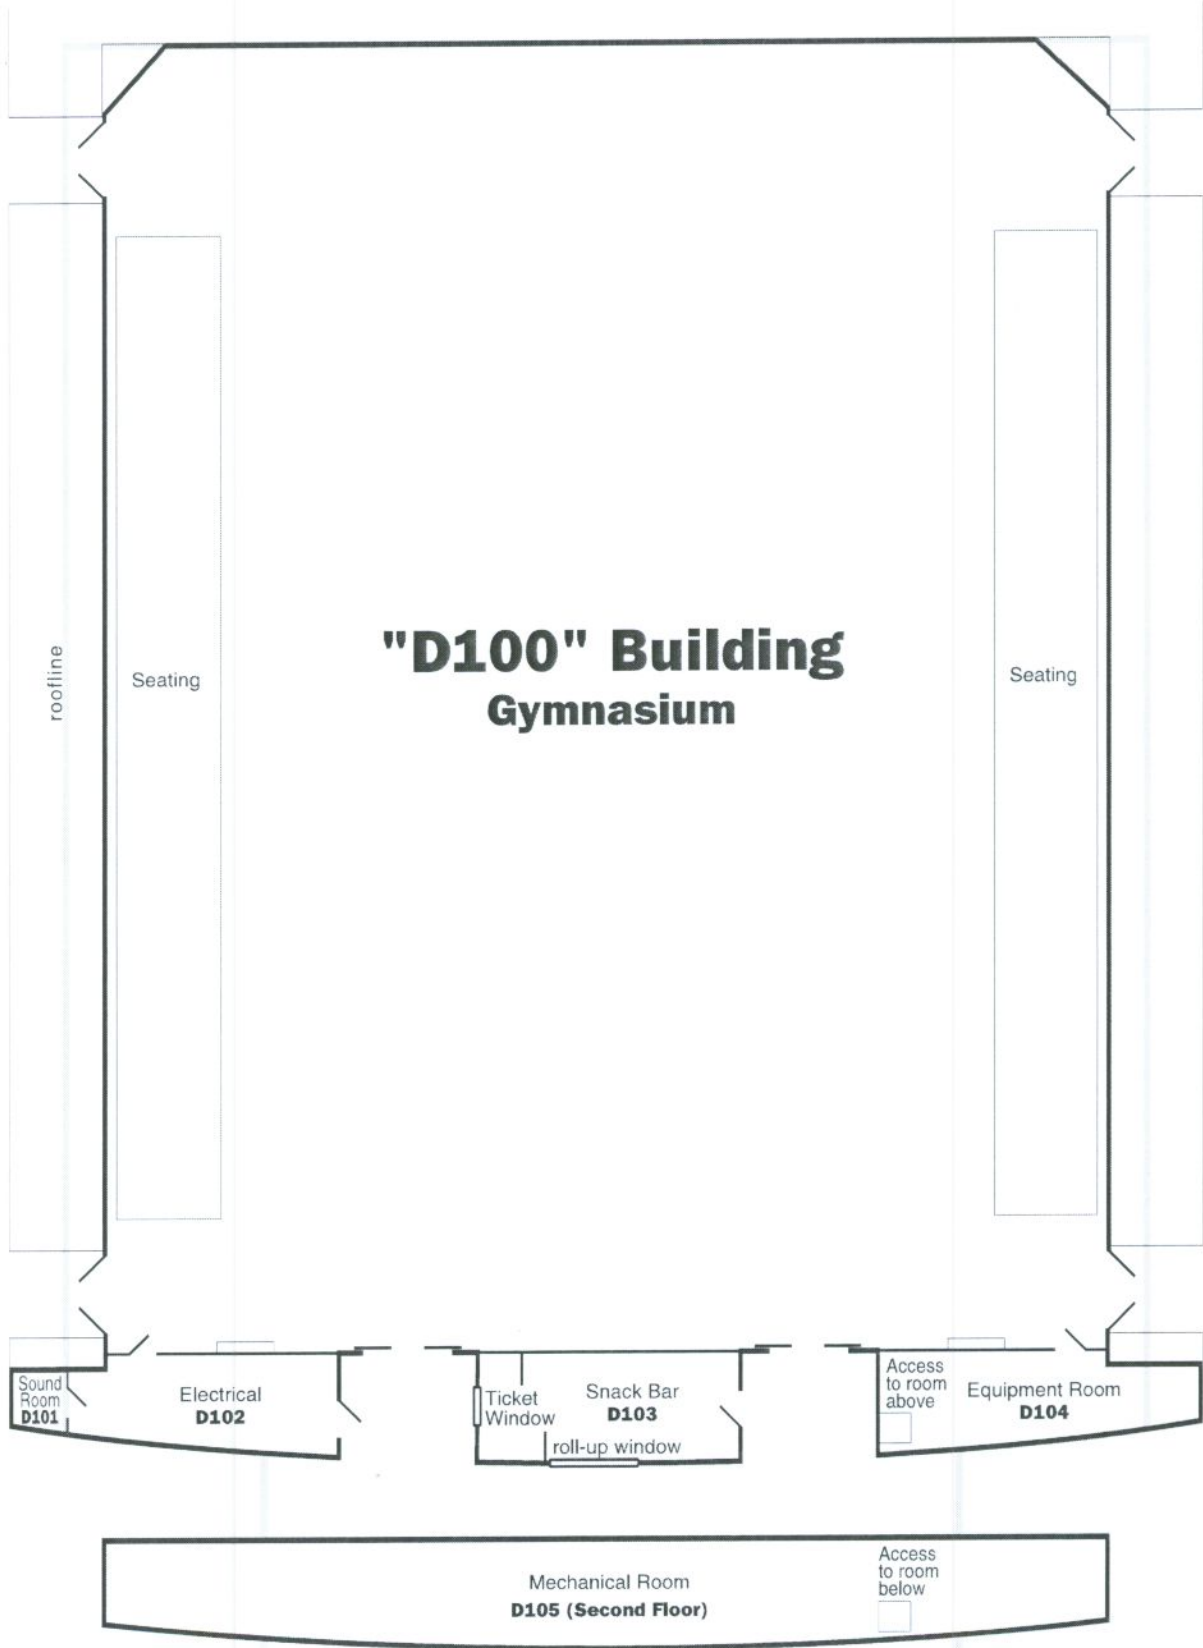 "D100" Building
Gymnasium
roofline
Seating
Seating
Sound
Room
D101
Electrical
D102
Ticket
Window
Snack Bar
D103
roll-up window
Access
to room
above
Equipment Room
D104
Mechanical Room
D105 (Second Floor)
Access
to room
below